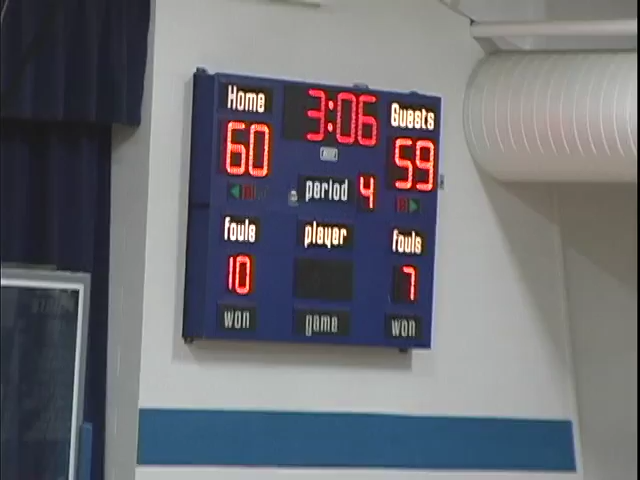 Home 3:06 Guests
60 59
period 4
fouls player fouls
10 7
won game won